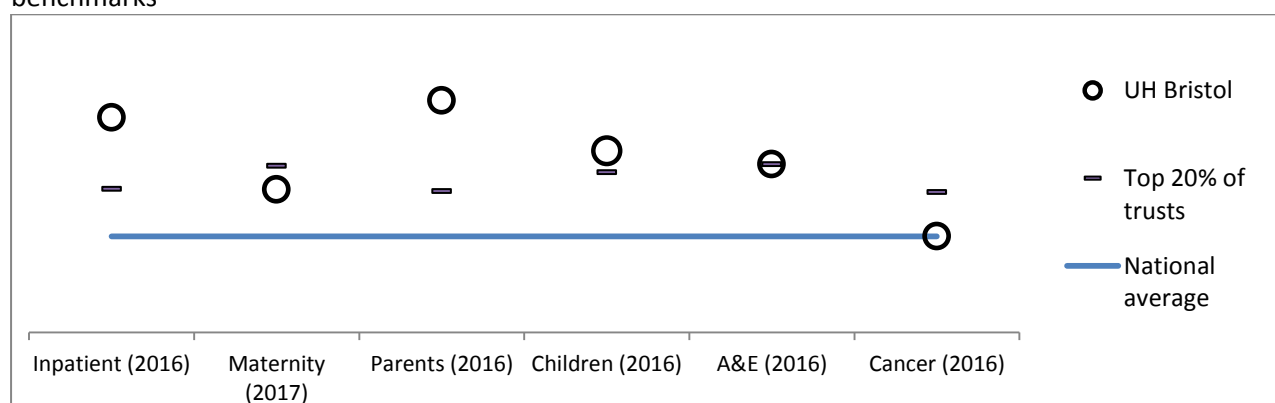 benchmarks
UH Bristol
Top 20% of
trusts
National
average
Inpatient (2016)
Maternity
(2017)
Parents (2016)
Children (2016)
A&E (2016)
Cancer (2016)